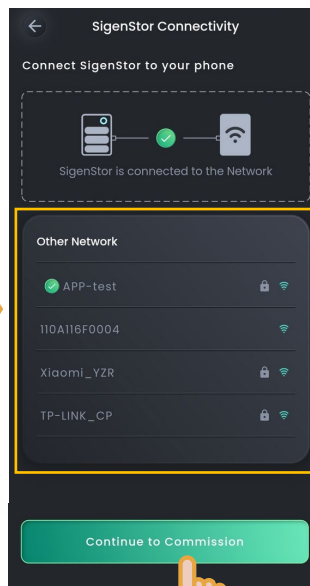 SigenStor Connectivity
Connect SigenStor to your phone
SigenStor is connected to the Network
Other Network
APP-test
110A116F0004
Xiaomi_YZR
TP-LINK_CP
Continue to Commission